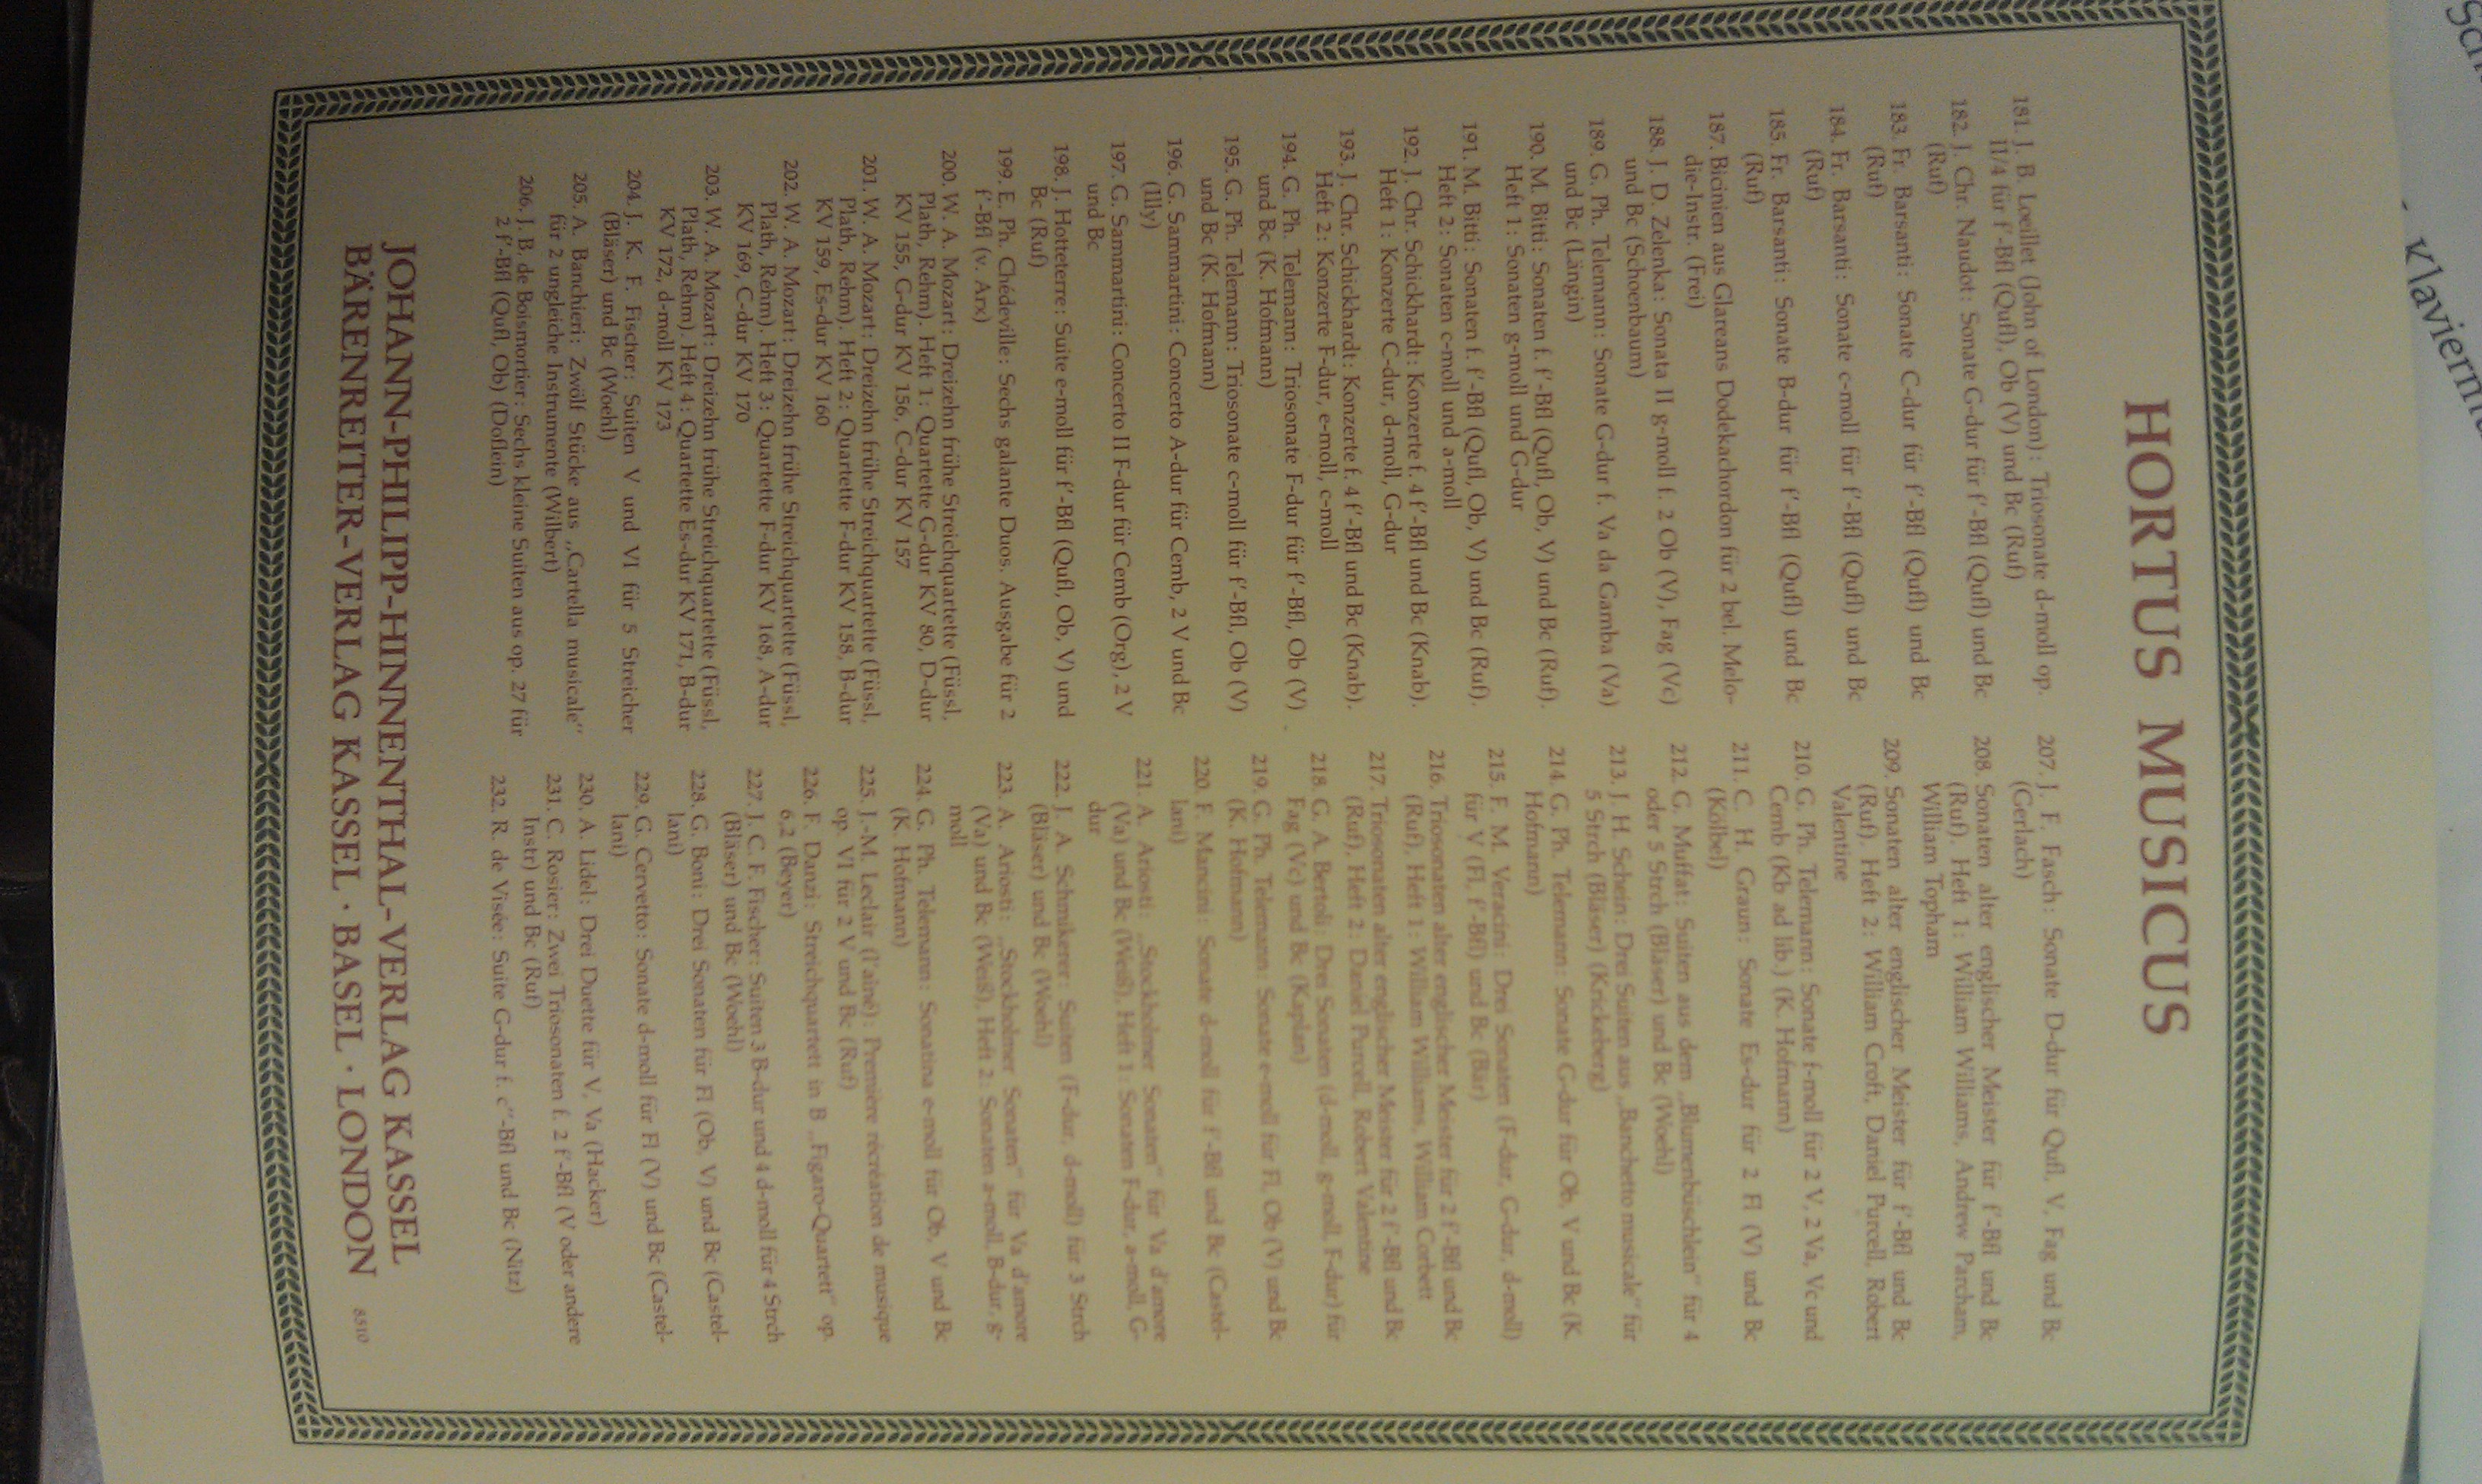 HORTUS MUSICUS
181. J. B. Loeillet (John of London): Triosonate d-moll op.
II/4 für f′-Bfl (Qufl), Ob (V) und Bc (Ruf)
182. J. Chr. Naudot: Sonate G-dur für f′-Bfl (Qufl) und Bc
(Ruf)
183. Fr. Barsanti: Sonate C-dur für f′-Bfl (Qufl) und Bc
(Ruf)
184. Fr. Barsanti: Sonate c-moll für f′-Bfl (Qufl) und Bc
(Ruf)
185. Fr. Barsanti: Sonate B-dur für f′-Bfl (Qufl) und Bc
(Ruf)
187. Bicinien aus Glareans Dodekachordon für 2 bel. Melo-
die-Instr. (Frei)
188. J. D. Zelenka: Sonata II g-moll f. 2 Ob (V), Fag (Vc)
und Bc (Schoenbaum)
189. G. Ph. Telemann: Sonate G-dur f. Va da Gamba (Va)
und Bc (Längin)
190. M. Bitti: Sonaten f. f′-Bfl (Qufl, Ob, V) und Bc (Ruf).
Heft 1: Sonaten g-moll und G-dur
191. M. Bitti: Sonaten f. f′-Bfl (Qufl, Ob, V) und Bc (Ruf).
Heft 2: Sonaten c-moll und a-moll
192. J. Chr. Schickhardt: Konzerte f. 4 f′-Bfl und Bc (Knab).
Heft 1: Konzerte C-dur, d-moll, G-dur
193. J. Chr. Schickhardt: Konzerte f. 4 f′-Bfl und Bc (Knab).
Heft 2: Konzerte F-dur, e-moll, c-moll
194. G. Ph. Telemann: Triosonate F-dur für f′-Bfl, Ob (V)
und Bc (K. Hofmann)
195. G. Ph. Telemann: Triosonate c-moll für f′-Bfl, Ob (V)
und Bc (K. Hofmann)
196. G. Sammartini: Concerto A-dur für Cemb, 2 V und Bc
(Illy)
197. G. Sammartini: Concerto II F-dur für Cemb (Org), 2 V
und Bc
198. J. Hotteterre: Suite e-moll für f′-Bfl (Qufl, Ob, V) und
Bc (Ruf)
199. E. Ph. Chédeville: Sechs galante Duos. Ausgabe für 2
f′-Bfl (v. Arx)
200. W. A. Mozart: Dreizehn frühe Streichquartette (Füssl,
Plath, Rehm). Heft 1: Quartette G-dur KV 80, D-dur
KV 155, G-dur KV 156, C-dur KV 157
201. W. A. Mozart: Dreizehn frühe Streichquartette (Füssl,
Plath, Rehm). Heft 2: Quartette F-dur KV 158, B-dur
KV 159, Es-dur KV 160
202. W. A. Mozart: Dreizehn frühe Streichquartette (Füssl,
Plath, Rehm). Heft 3: Quartette F-dur KV 168, A-dur
KV 169, C-dur KV 170
203. W. A. Mozart: Dreizehn frühe Streichquartette (Füssl,
Plath, Rehm). Heft 4: Quartette Es-dur KV 171, B-dur
KV 172, d-moll KV 173
204. J. K. F. Fischer: Suiten V und VI für 5 Streicher
(Bläser) und Bc (Woehl)
205. A. Banchieri: Zwölf Stücke aus „Cartella musicale“
für 2 ungleiche Instrumente (Wilbert)
206. J. B. de Boismortier: Sechs kleine Suiten aus op. 27 für
2 f′-Bfl (Qufl, Ob) (Doflein)
207. J. F. Fasch: Sonate D-dur für Qufl, V, Fag und Bc
(Gerlach)
208. Sonaten alter englischer Meister für f′-Bfl und Bc
(Ruf). Heft 1: William Williams, Andrew Parcham,
William Topham
209. Sonaten alter englischer Meister für f′-Bfl und Bc
(Ruf). Heft 2: William Croft, Daniel Purcell, Robert
Valentine
210. G. Ph. Telemann: Sonate f-moll für 2 V, 2 Va, Vc und
Cemb (Kb ad lib.) (K. Hofmann)
211. C. H. Graun: Sonate Es-dur für 2 Fl (V) und Bc
(Kölbel)
212. G. Muffat: Suiten aus dem „Blumenbüschlein“ für 4
oder 5 Strch (Bläser) und Bc (Woehl)
213. J. H. Schein: Drei Suiten aus „Banchetto musicale“ für
5 Strch (Bläser) (Krickeberg)
214. G. Ph. Telemann: Sonate G-dur für Ob, V und Bc (K.
Hofmann)
215. F. M. Veracini: Drei Sonaten (F-dur, G-dur, d-moll)
für V (Fl, f′-Bfl) und Bc (Bär)
216. Triosonaten alter englischer Meister für 2 f′-Bfl und Bc
(Ruf), Heft 1: William Williams, William Corbett
217. Triosonaten alter englischer Meister für 2 f′-Bfl und Bc
(Ruf), Heft 2: Daniel Purcell, Robert Valentine
218. G. A. Bertoli: Drei Sonaten (d-moll, g-moll, F-dur) für
Fag (Vc) und Bc (Kaplan)
219. G. Ph. Telemann: Sonate e-moll für Fl, Ob (V) und Bc
(K. Hofmann)
220. F. Mancini: Sonate d-moll für f′-Bfl und Bc (Castel-
lani)
221. A. Ariosti: „Stockholmer Sonaten“ für Va d'amore
(Va) und Bc (Weiß), Heft 1: Sonaten F-dur, a-moll, G-
dur
222. J. A. Schmikerer: Suiten (F-dur, d-moll) für 3 Strch
(Bläser) und Bc (Woehl)
223. A. Ariosti: „Stockholmer Sonaten“ für Va d'amore
(Va) und Bc (Weiß), Heft 2: Sonaten a-moll, B-dur, g-
moll
224. G. Ph. Telemann: Sonatina e-moll für Ob, V und Bc
(K. Hofmann)
225. J.-M. Leclair (l'aîné): Première récréation de musique
op. VI für 2 V und Bc (Ruf)
226. F. Danzi: Streichquartett in B „Figaro-Quartett“ op.
6,2 (Beyer)
227. J. C. F. Fischer: Suiten 3 B-dur und 4 d-moll für 4 Strch
(Bläser) und Bc (Woehl)
228. G. Boni: Drei Sonaten für Fl (Ob, V) und Bc (Castel-
lani)
229. G. Cervetto: Sonate d-moll für Fl (V) und Bc (Castel-
lani)
230. A. Lidel: Drei Duette für V, Va (Hacker)
231. C. Rosier: Zwei Triosonaten f. 2 f′-Bfl (V oder andere
Instr) und Bc (Ruf)
232. R. de Visée: Suite G-dur f. c″-Bfl und Bc (Nitz)
JOHANN-PHILIPP-HINNENTHAL-VERLAG KASSEL
BÄRENREITER-VERLAG KASSEL · BASEL · LONDON 8510